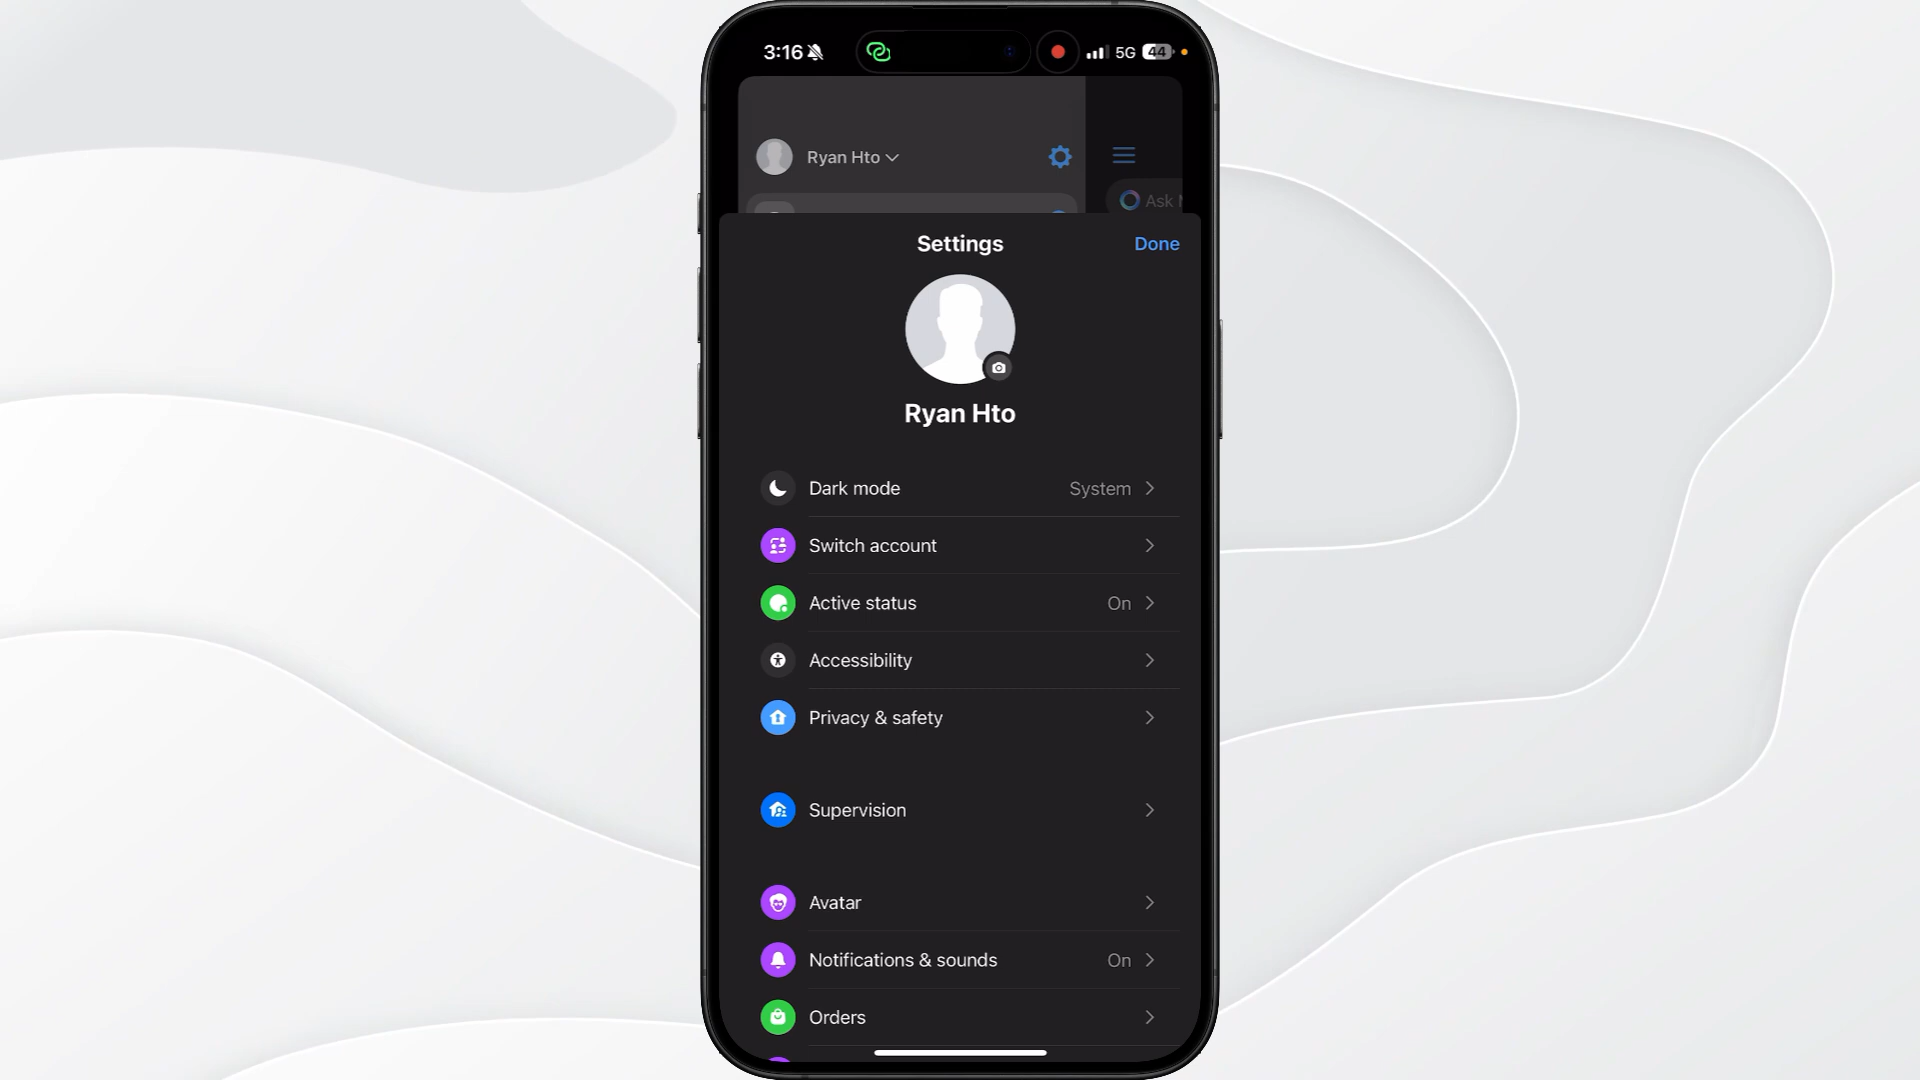 3:16
5G 44
Ryan Hto
Ask
Settings
Done
Ryan Hto
Dark mode System
Switch account
Active status On
Accessibility
Privacy & safety
Supervision
Avatar
Notifications & sounds On
Orders